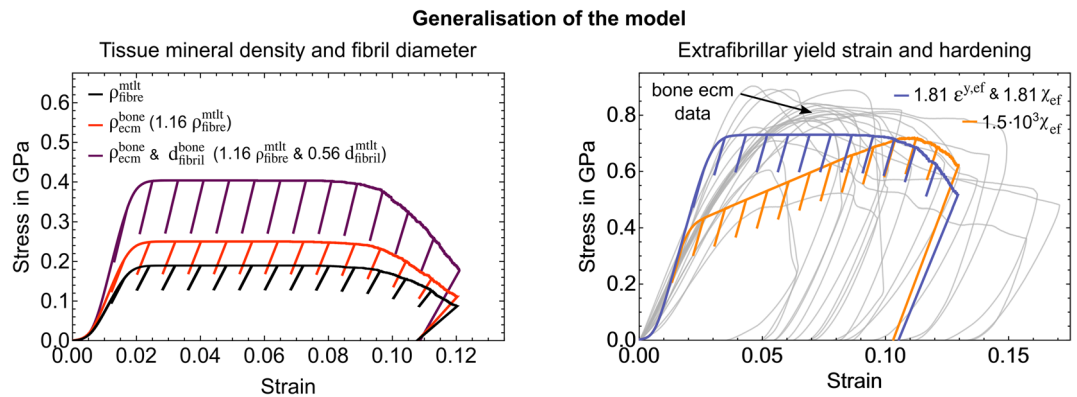 Generalisation of the model
Tissue mineral density and fibril diameter
ρ_fibre^mtlt
ρ_ecm^bone (1.16 ρ_fibre^mtlt)
ρ_ecm^bone & d_fibril^bone (1.16 ρ_fibre^mtlt & 0.56 d_fibril^mtlt)
Stress in GPa
0.6
0.5
0.4
0.3
0.2
0.1
0.0
0.00 0.02 0.04 0.06 0.08 0.10 0.12
Strain
Extrafibrillar yield strain and hardening
bone ecm
data
1.81 ε^y,ef & 1.81 χ_ef
1.5·10³χ_ef
Stress in GPa
0.8
0.6
0.4
0.2
0.0
0.00 0.05 0.10 0.15
Strain